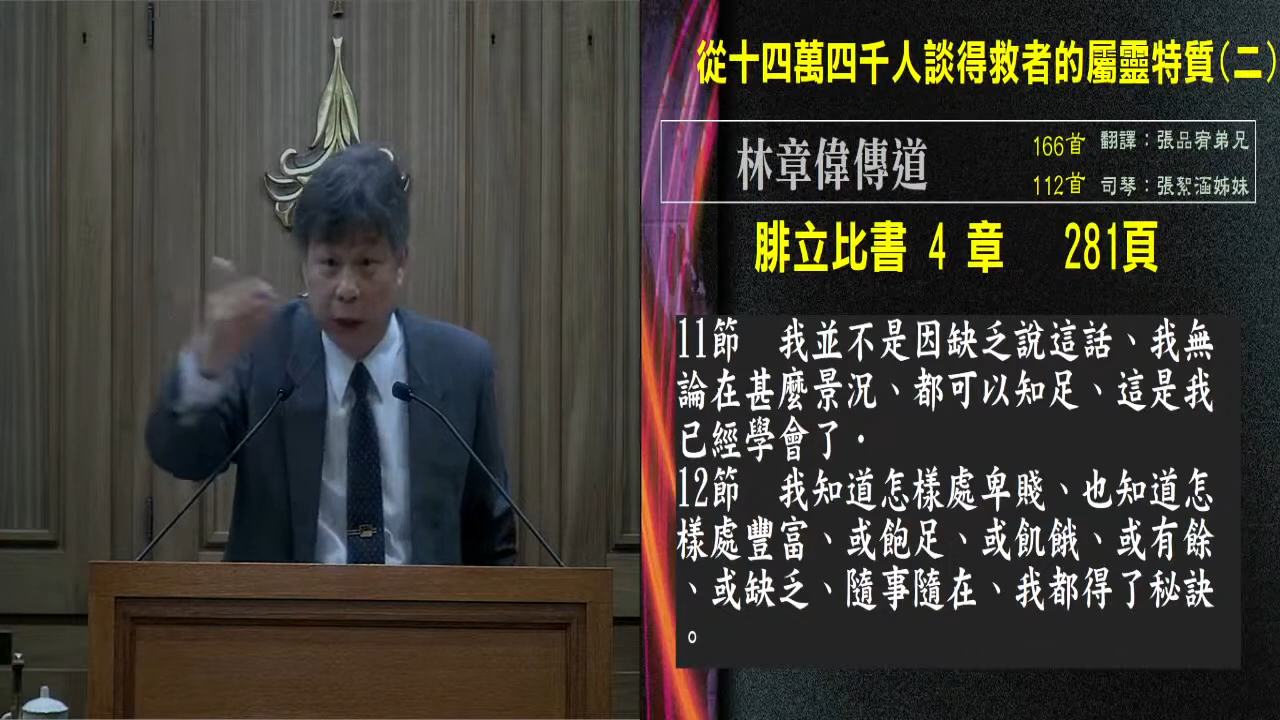 從十四萬四千人談得救者的屬靈特質(二)
林章偉傳道
166首 翻譯：張品宥弟兄
112首 司琴：張絮涵姊妹
腓立比書 4 章 281頁
11節 我並不是因缺乏說這話、我無
論在甚麼景況、都可以知足、這是我
已經學會了．
12節 我知道怎樣處卑賤、也知道怎
樣處豐富、或飽足、或飢餓、或有餘
、或缺乏、隨事隨在、我都得了秘訣
。